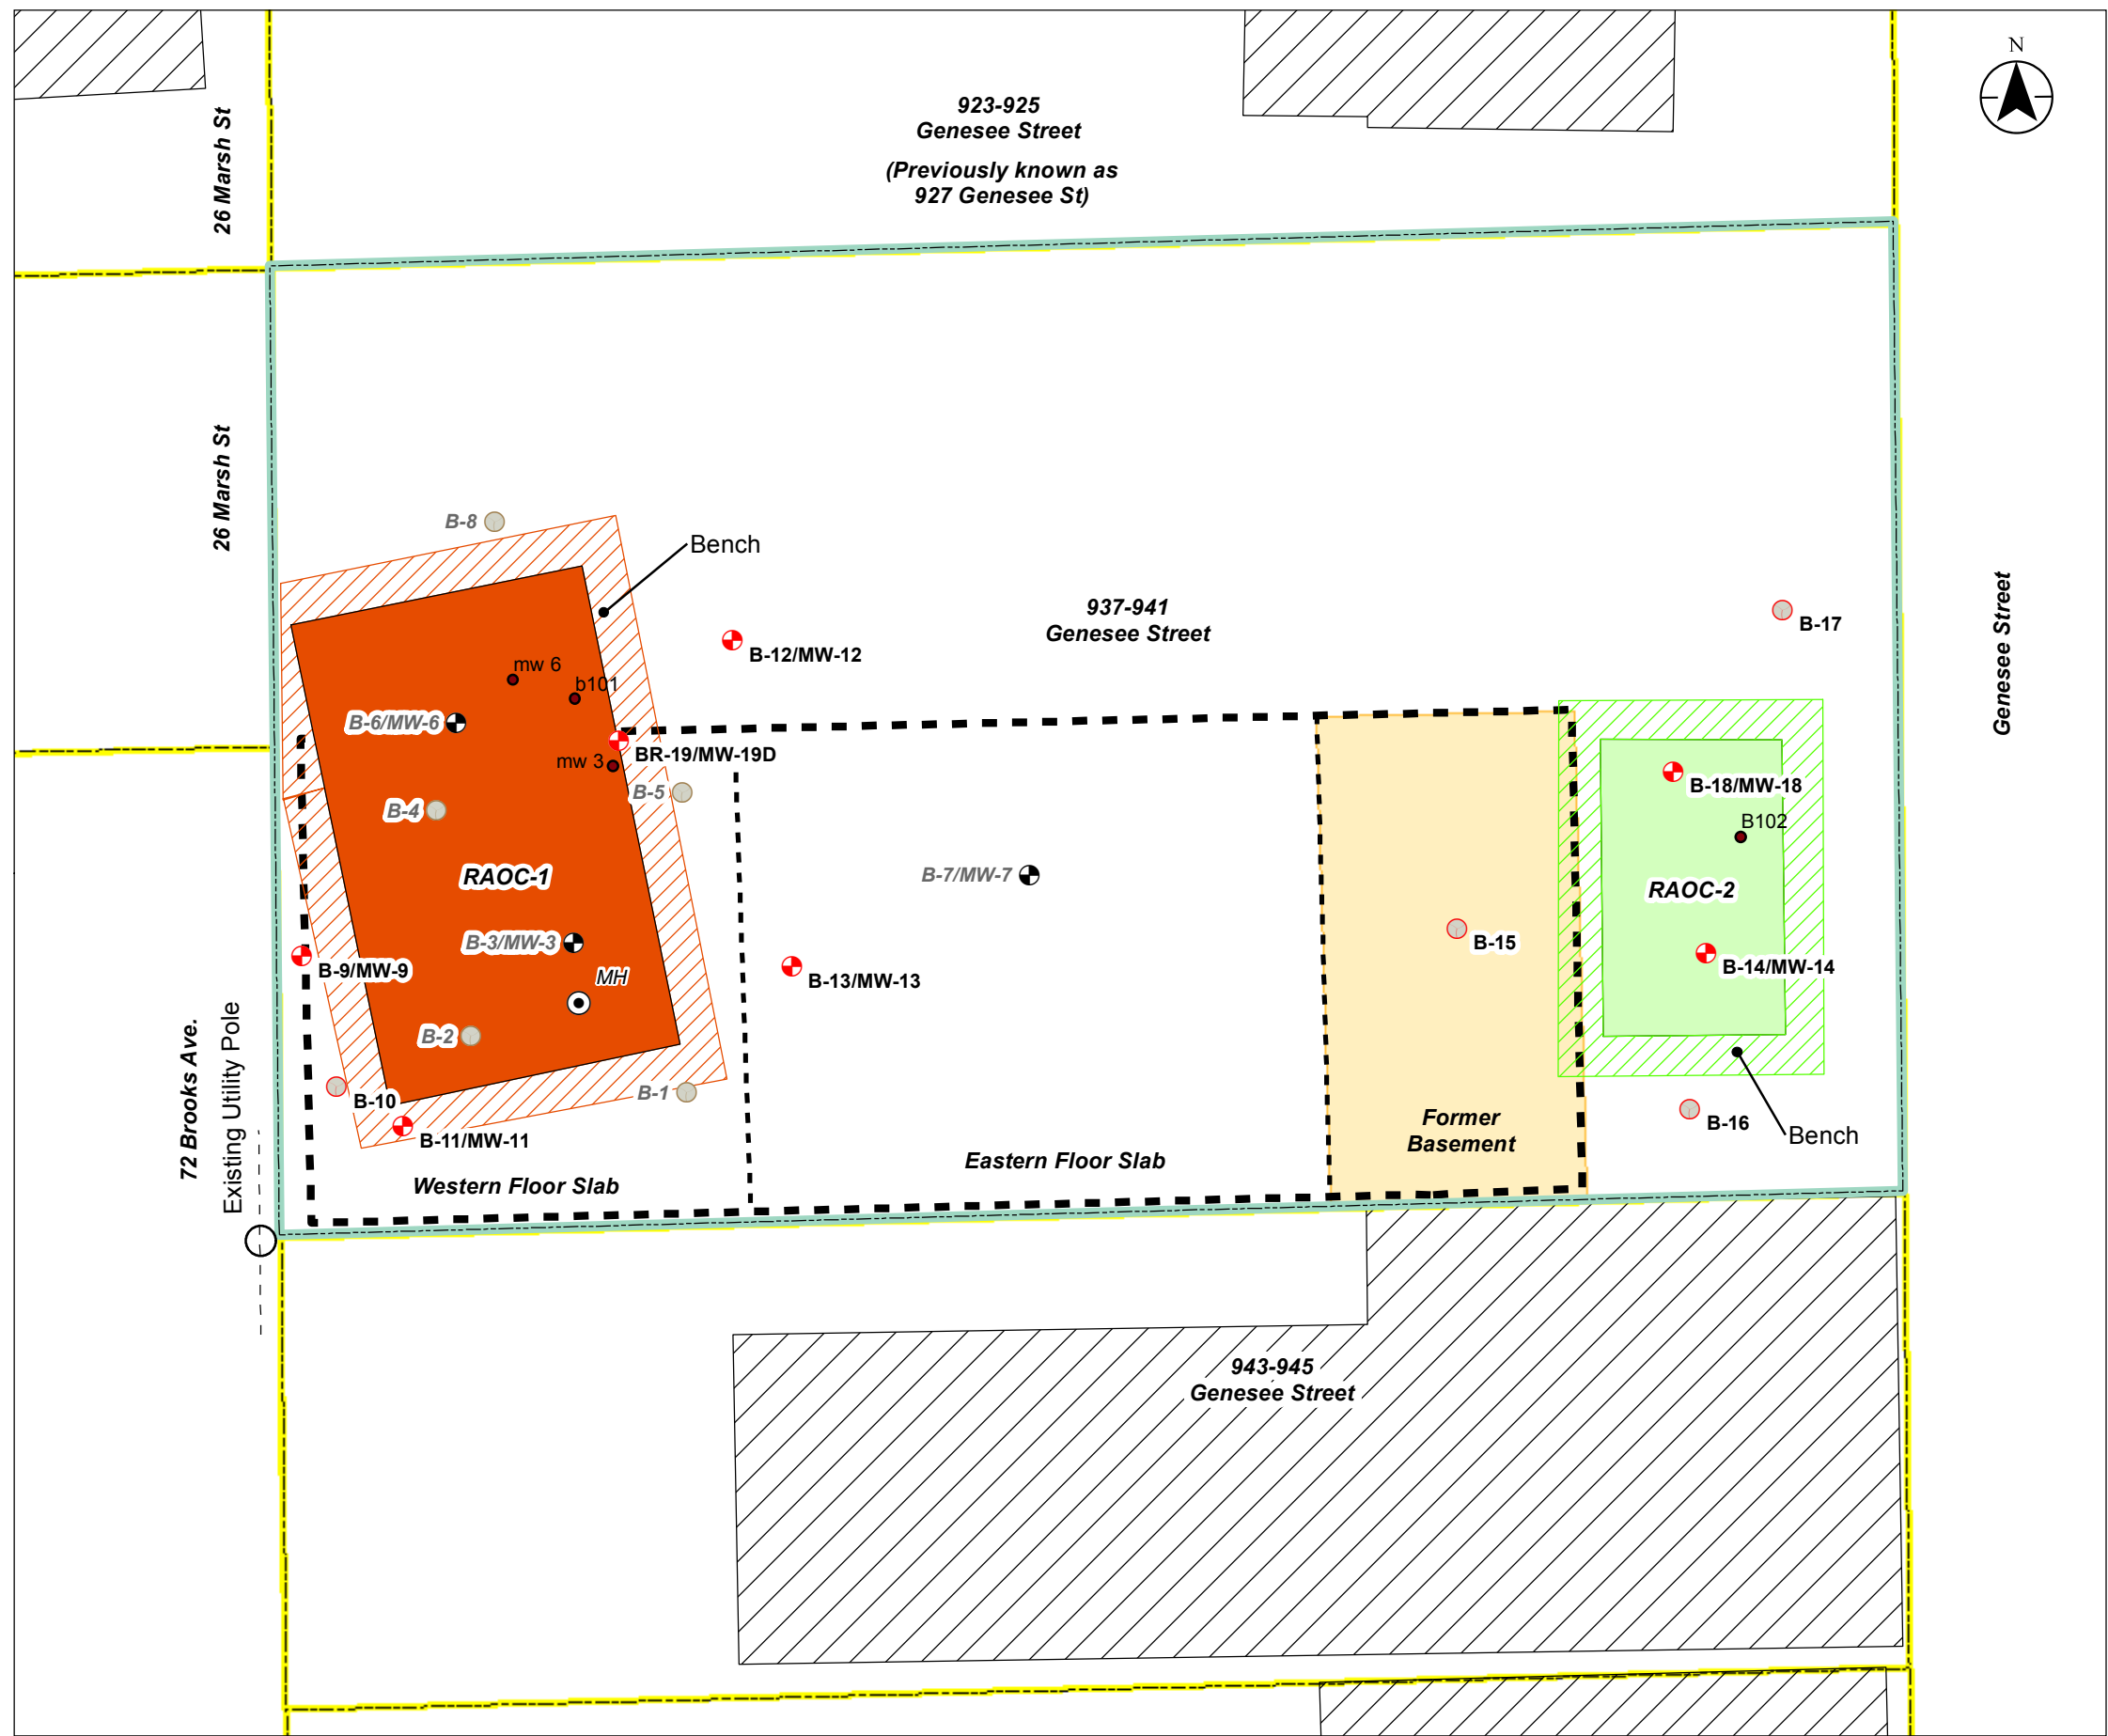 N
923-925
Genesee Street
(Previously known as
927 Genesee St)
26 Marsh St
26 Marsh St
B-8
Bench
937-941
Genesee Street
B-17
Genesee Street
B-12/MW-12
mw 6
b101
B-6/MW-6
BR-19/MW-19D
mw 3
B-5
B-4
B-18/MW-18
B102
RAOC-1
B-7/MW-7
RAOC-2
B-3/MW-3
B-15
B-9/MW-9
MH
B-13/MW-13
B-14/MW-14
72 Brooks Ave.
Existing Utility Pole
B-2
B-10
B-1
B-11/MW-11
Former
Basement
B-16
Bench
Western Floor Slab
Eastern Floor Slab
943-945
Genesee Street